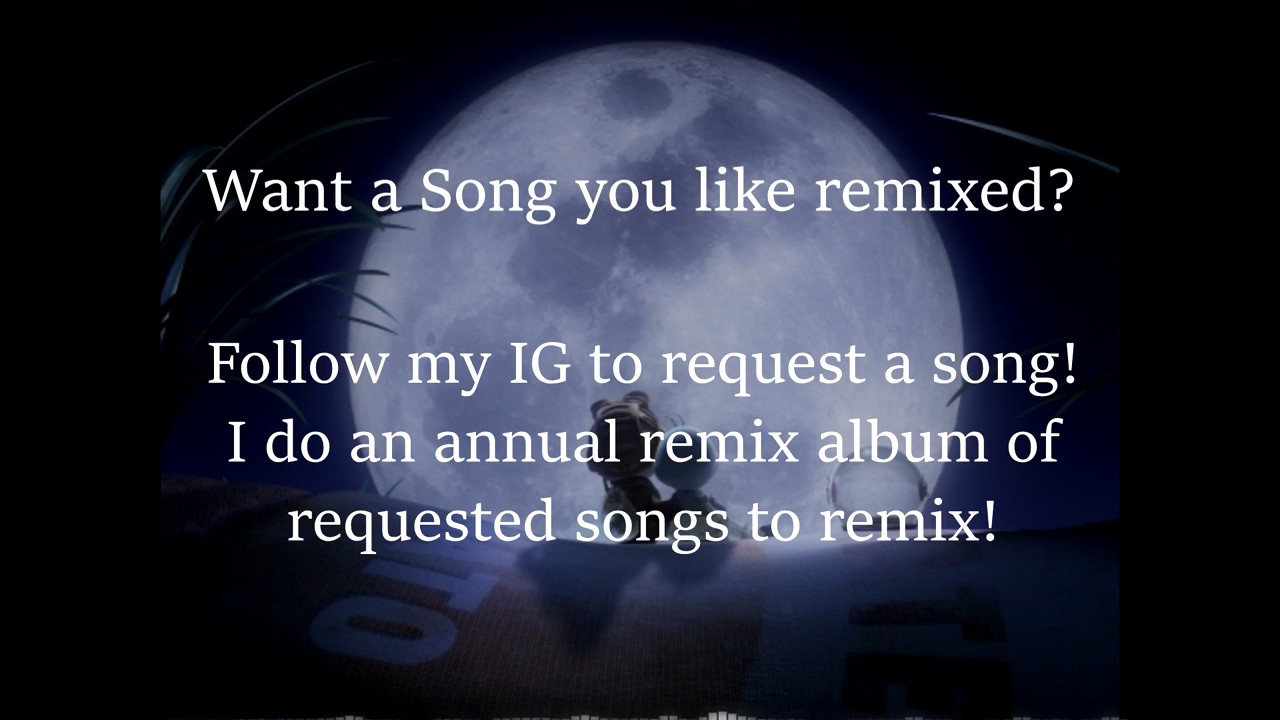 Want a Song you like remixed?
Follow my IG to request a song!
I do an annual remix album of
requested songs to remix!